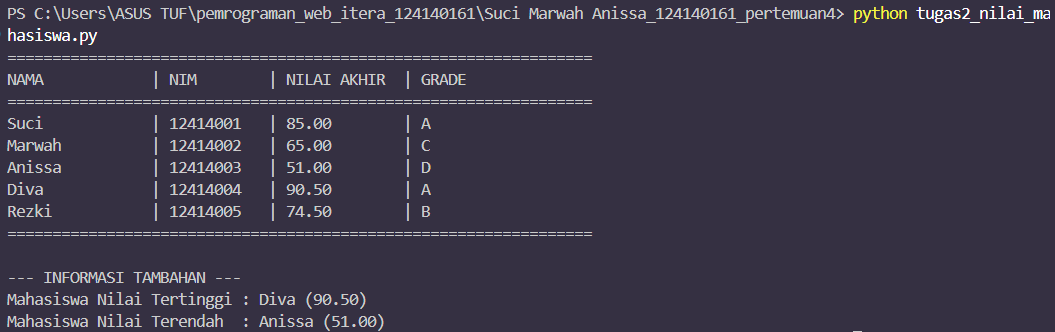 PS C:\Users\ASUS TUF\pemrograman_web_itera_124140161\Suci Marwah Anissa_124140161_pertemuan4> python tugas2_nilai_ma
hasiswa.py
=================================================================
NAMA            | NIM        | NILAI AKHIR  | GRADE
=================================================================
Suci            | 12414001   | 85.00        | A
Marwah          | 12414002   | 65.00        | C
Anissa          | 12414003   | 51.00        | D
Diva            | 12414004   | 90.50        | A
Rezki           | 12414005   | 74.50        | B
=================================================================
--- INFORMASI TAMBAHAN ---
Mahasiswa Nilai Tertinggi : Diva (90.50)
Mahasiswa Nilai Terendah  : Anissa (51.00)